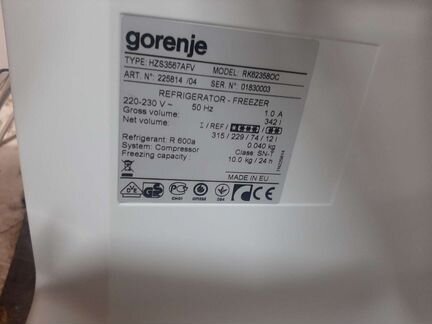 gorenje
TYPE: HZS3567AFV MODEL: RK62358OC
ART. N°: 225814 /04 SER. N°: 01830003
REFRIGERATOR - FREEZER
220-230 V ~ 50 Hz 1.0 A
Gross volume: 342 l
Net volume: Σ / REF /
315 / 229 / 74 / 12 l
Refrigerant: R 600a 0.040 kg
System: Compressor Class: SN-T
Freezing capacity: 10.0 kg / 24 h
MADE IN EU
CE